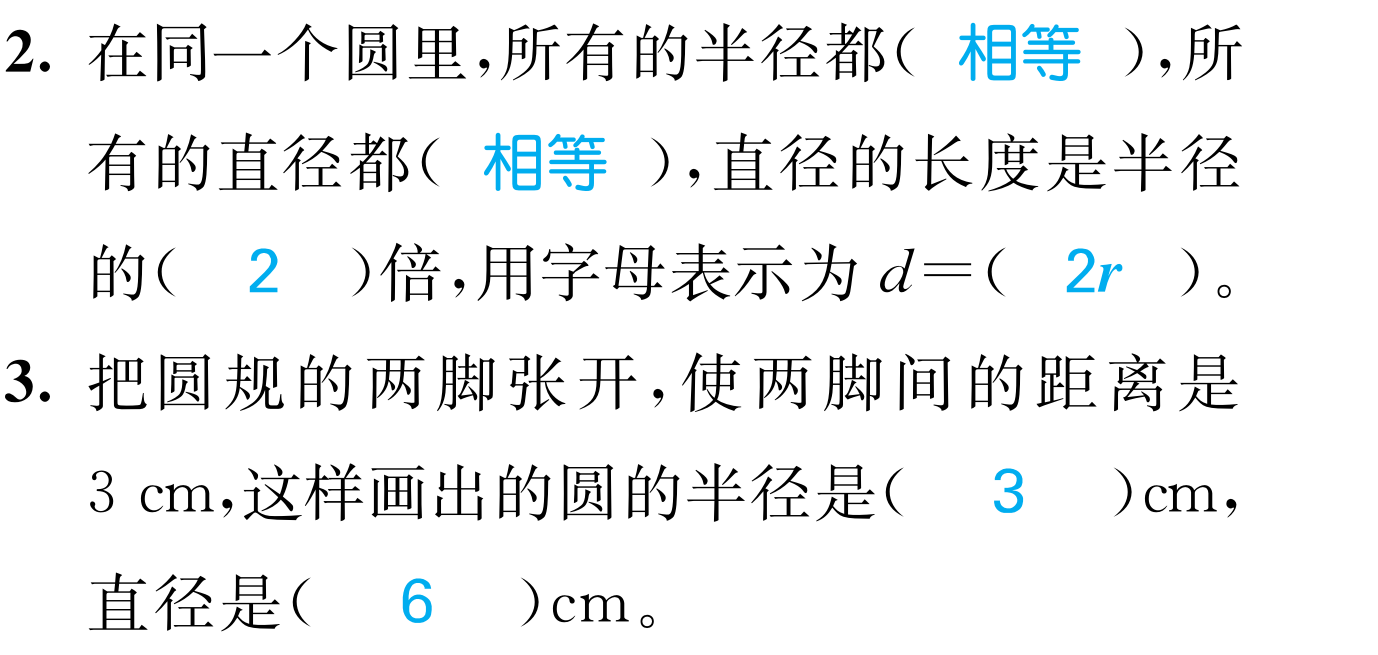 2. 在同一个圆里,所有的半径都( 相等 ),所
有的直径都( 相等 ),直径的长度是半径
的( 2 )倍,用字母表示为 d=( 2r )。
3. 把圆规的两脚张开,使两脚间的距离是
3 cm,这样画出的圆的半径是( 3 )cm,
直径是( 6 )cm。